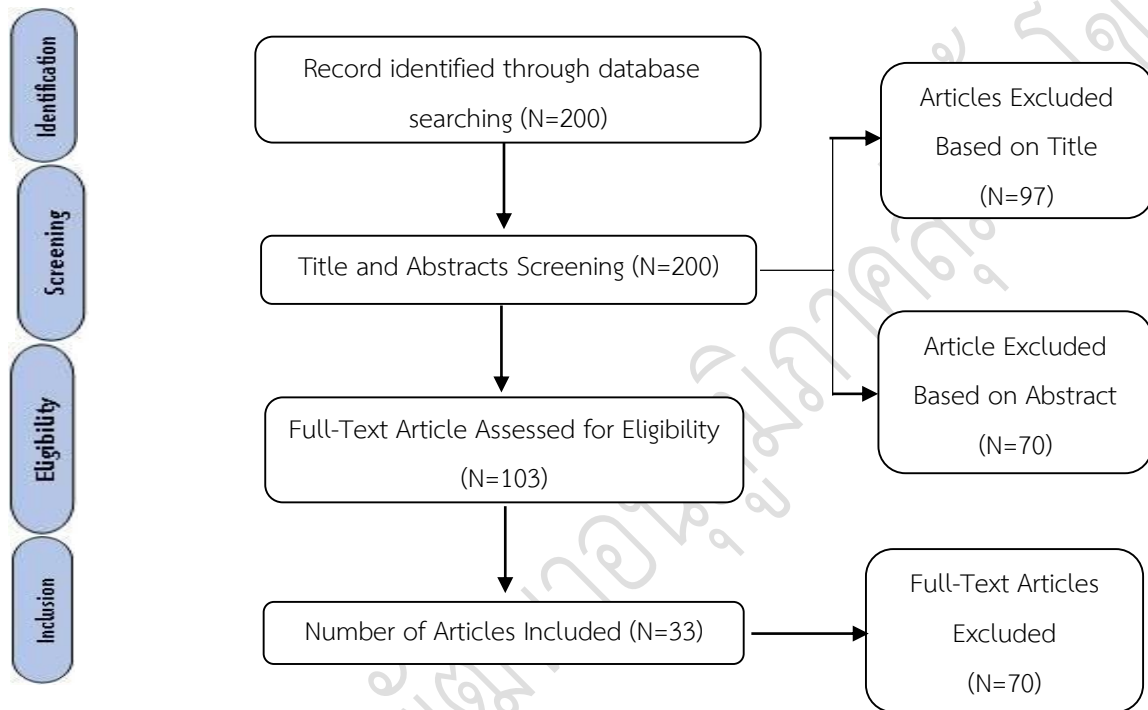 Identification
Record identified through database
searching (N=200)
Articles Excluded
Based on Title
(N=97)
Screening
Title and Abstracts Screening (N=200)
Article Excluded
Based on Abstract
(N=70)
Eligibility
Full-Text Article Assessed for Eligibility
(N=103)
Inclusion
Number of Articles Included (N=33)
Full-Text Articles
Excluded
(N=70)